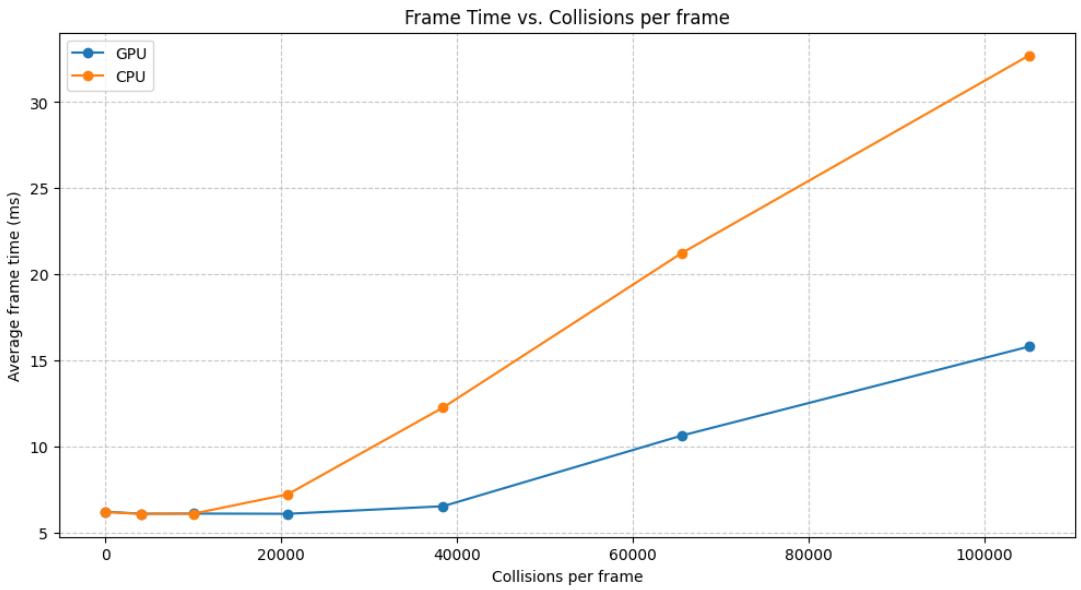 Frame Time vs. Collisions per frame
GPU
CPU
Average frame time (ms)
30
25
20
15
10
5
0 20000 40000 60000 80000 100000
Collisions per frame